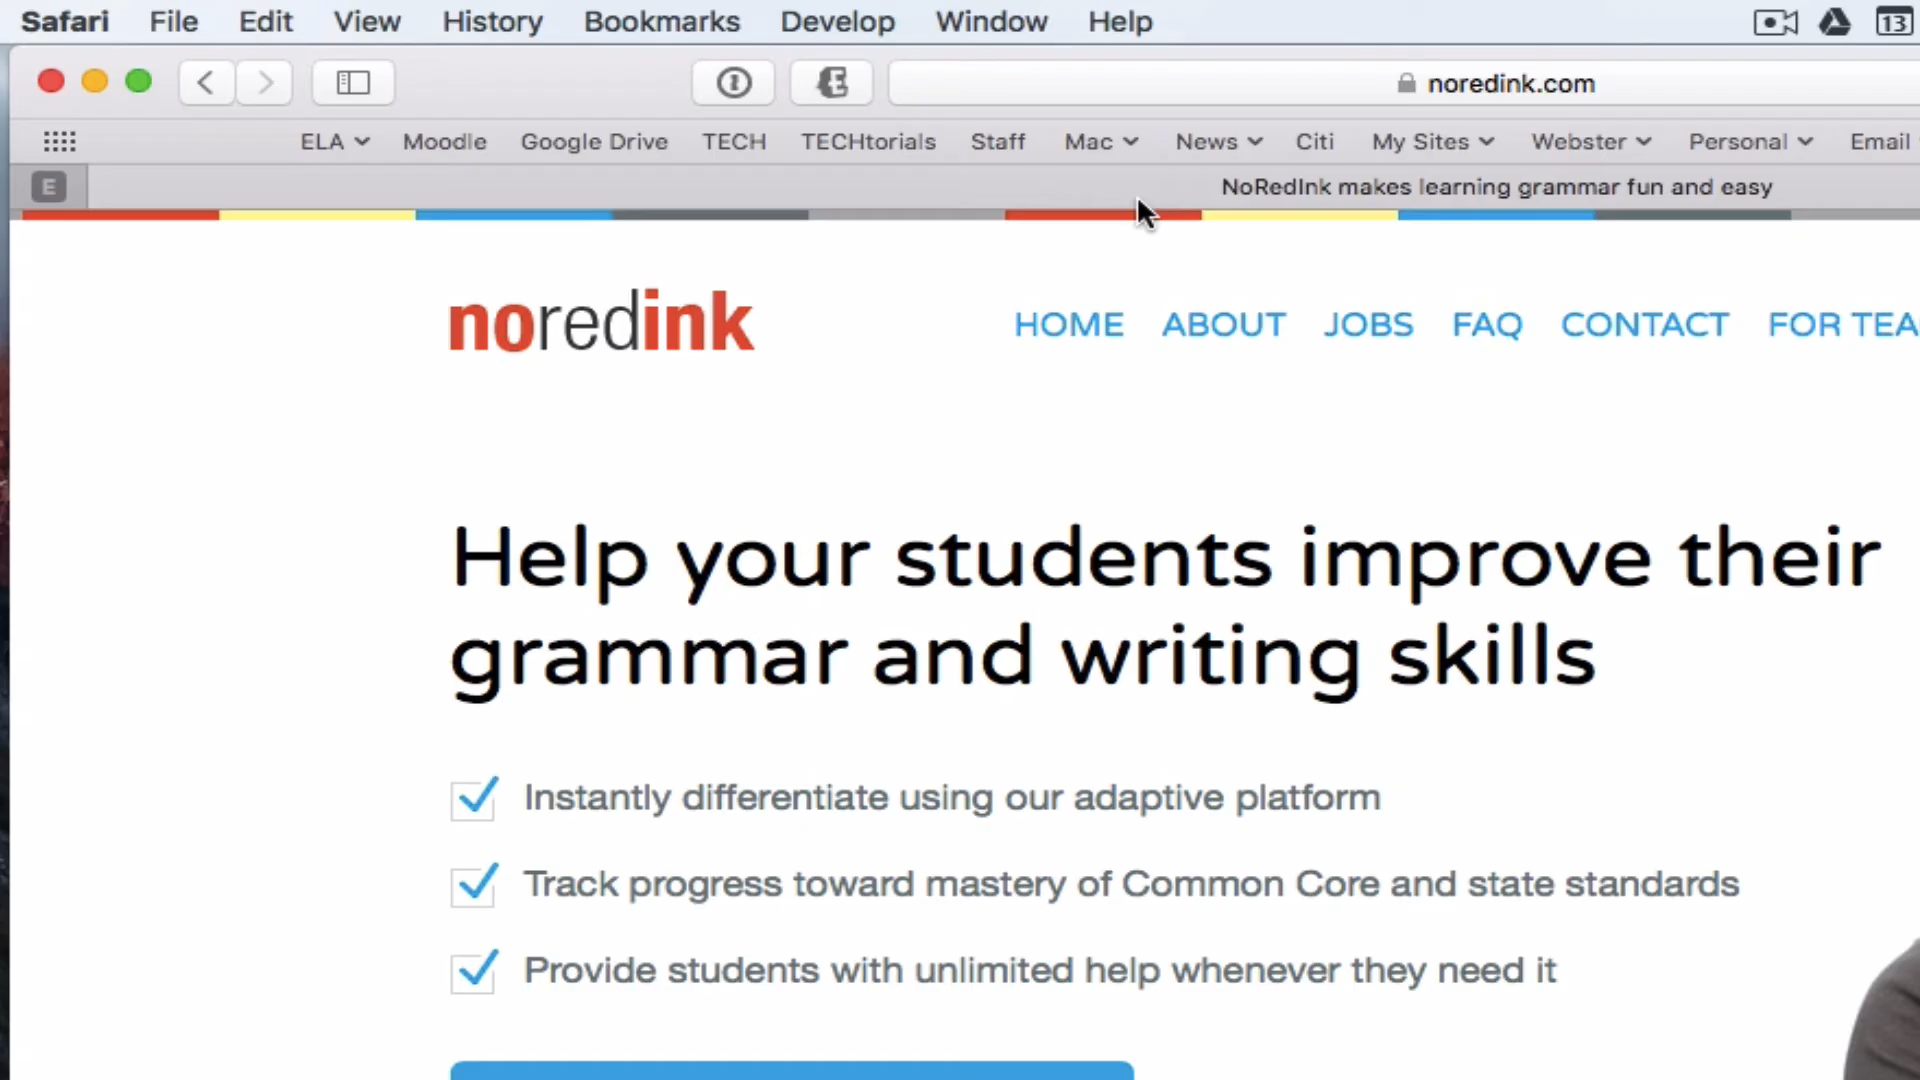 Safari File Edit View History Bookmarks Develop Window Help 13
noredink.com
ELA Moodle Google Drive TECH TECHtorials Staff Mac News Citi My Sites Webster Personal Email
E NoRedInk makes learning grammar fun and easy
noredink HOME ABOUT JOBS FAQ CONTACT FOR TEA
Help your students improve their
grammar and writing skills
Instantly differentiate using our adaptive platform
Track progress toward mastery of Common Core and state standards
Provide students with unlimited help whenever they need it